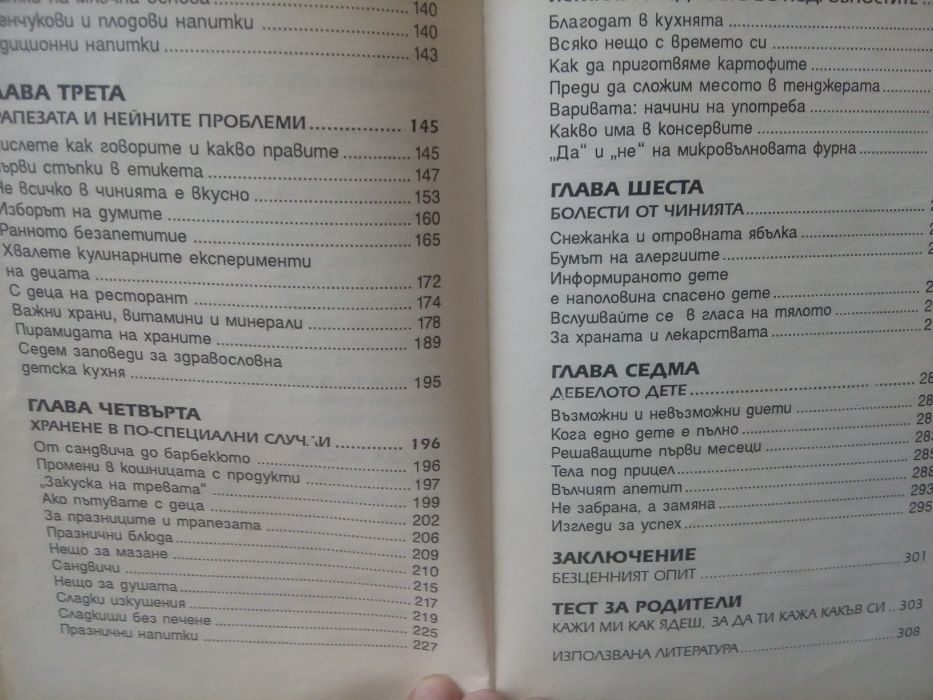 140
плодови напитки ... 140
напитки ... 143
ТРЕТА
И НЕЙНИТЕ ПРОБЛЕМИ ... 145
как говорите и какво правите ... 145
стъпки в етикета ... 147
Не всичко в чинията е вкусно ... 153
Изборът на думите ... 160
Ранното безапетитие ... 165
Хвалете кулинарните експерименти
на децата ... 172
С деца на ресторант ... 174
Важни храни, витамини и минерали ... 178
Пирамидата на храните ... 189
Седем заповеди за здравословна
детска кухня ... 195
ГЛАВА ЧЕТВЪРТА
ХРАНЕНЕ В ПО-СПЕЦИАЛНИ СЛУЧАИ ... 196
От сандвича до барбекюто ... 196
Промени в кошницата с продукти ... 197
„Закуска на тревата“ ... 199
Ако пътувате с деца ... 202
За празниците и трапезата ... 206
Празнични блюда ... 209
Нещо за мазане ... 210
Сандвичи ... 215
Нещо за душата ... 217
Сладки изкушения ... 219
Сладкиши без печене ... 225
Празнични напитки ... 227
Благодат в кухнята ...
Всяко нещо с времето си ...
Как да приготвяме картофите ...
Преди да сложим месото в тенджерата ...
Варивата: начини на употреба ...
Какво има в консервите ...
„Да“ и „не“ на микровълновата фурна ...
ГЛАВА ШЕСТА
БОЛЕСТИ ОТ ЧИНИЯТА ...
Снежанка и отровната ябълка ...
Бумът на алергиите ...
Информираното дете
е наполовина спасено дете ...
Вслушвайте се в гласа на тялото ...
За храната и лекарствата ...
ГЛАВА СЕДМА
ДЕБЕЛОТО ДЕТЕ ...
Възможни и невъзможни диети ...
Кога едно дете е пълно ...
Решаващите първи месеци ...
Тела под прицел ... 288
Вълчият апетит ... 293
Не забрана, а замяна ... 295
Изгледи за успех ...
ЗАКЛЮЧЕНИЕ
БЕЗЦЕННИЯТ ОПИТ ... 301
ТЕСТ ЗА РОДИТЕЛИ
КАЖИ МИ КАК ЯДЕШ, ЗА ДА ТИ КАЖА КАКЪВ СИ .. 303
ИЗПОЛЗВАНА ЛИТЕРАТУРА ... 308